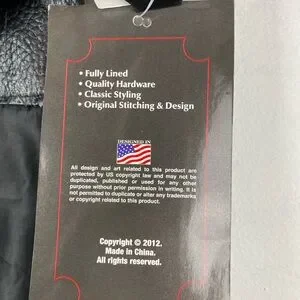 • Fully Lined
• Quality Hardware
• Classic Styling
• Original Stitching & Design
DESIGNED IN
All design and art related to this product are
protected by US copyright law and may not be
duplicated, published or used for any other
purpose without prior permission in writing. It is
not permitted to duplicate or alter any trademarks
or copyright related to this product.
Copyright © 2012.
Made in China.
All rights reserved.